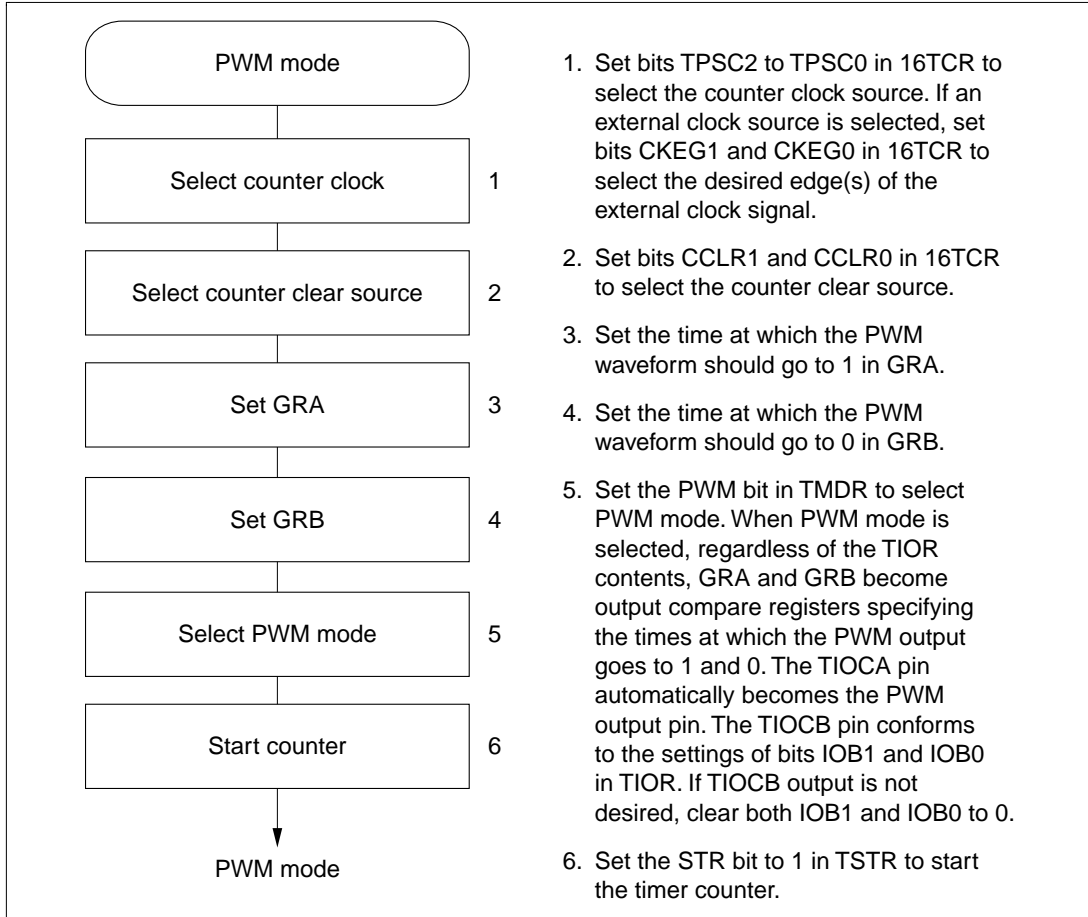 PWM mode
Select counter clock
1
Select counter clear source
2
Set GRA
3
Set GRB
4
Select PWM mode
5
Start counter
6
PWM mode
1. Set bits TPSC2 to TPSC0 in 16TCR to
select the counter clock source. If an
external clock source is selected, set
bits CKEG1 and CKEG0 in 16TCR to
select the desired edge(s) of the
external clock signal.
2. Set bits CCLR1 and CCLR0 in 16TCR
to select the counter clear source.
3. Set the time at which the PWM
waveform should go to 1 in GRA.
4. Set the time at which the PWM
waveform should go to 0 in GRB.
5. Set the PWM bit in TMDR to select
PWM mode. When PWM mode is
selected, regardless of the TIOR
contents, GRA and GRB become
output compare registers specifying
the times at which the PWM output
goes to 1 and 0. The TIOCA pin
automatically becomes the PWM
output pin. The TIOCB pin conforms
to the settings of bits IOB1 and IOB0
in TIOR. If TIOCB output is not
desired, clear both IOB1 and IOB0 to 0.
6. Set the STR bit to 1 in TSTR to start
the timer counter.